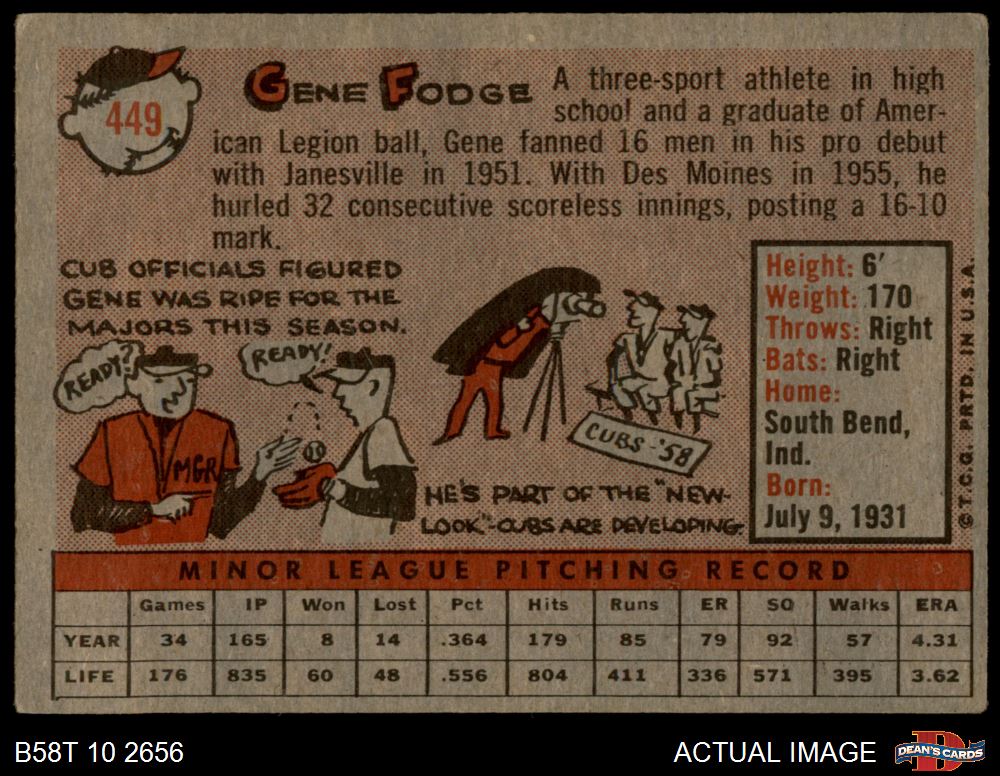 449
GENE FODGE
A three-sport athlete in high
school and a graduate of Amer-
ican Legion ball, Gene fanned 16 men in his pro debut
with Janesville in 1951. With Des Moines in 1955, he
hurled 32 consecutive scoreless innings, posting a 16-10
mark.
CUB OFFICIALS FIGURED
GENE WAS RIPE FOR THE
MAJORS THIS SEASON.
READY?
READY!
MGR
CUBS-'58
HE'S PART OF THE "NEW-
LOOK"-CUBS ARE DEVELOPING.
Height: 6'
Weight: 170
Throws: Right
Bats: Right
Home:
South Bend,
Ind.
Born:
July 9, 1931
© T.C.G. PRTD. IN U.S.A.
MINOR LEAGUE PITCHING RECORD
Games IP Won Lost Pct Hits Runs ER SO Walks ERA
YEAR 34 165 8 14 .364 179 85 79 92 57 4.31
LIFE 176 835 60 48 .556 804 411 336 571 395 3.62
B58T 10 2656
ACTUAL IMAGE
DEAN'S CARDS